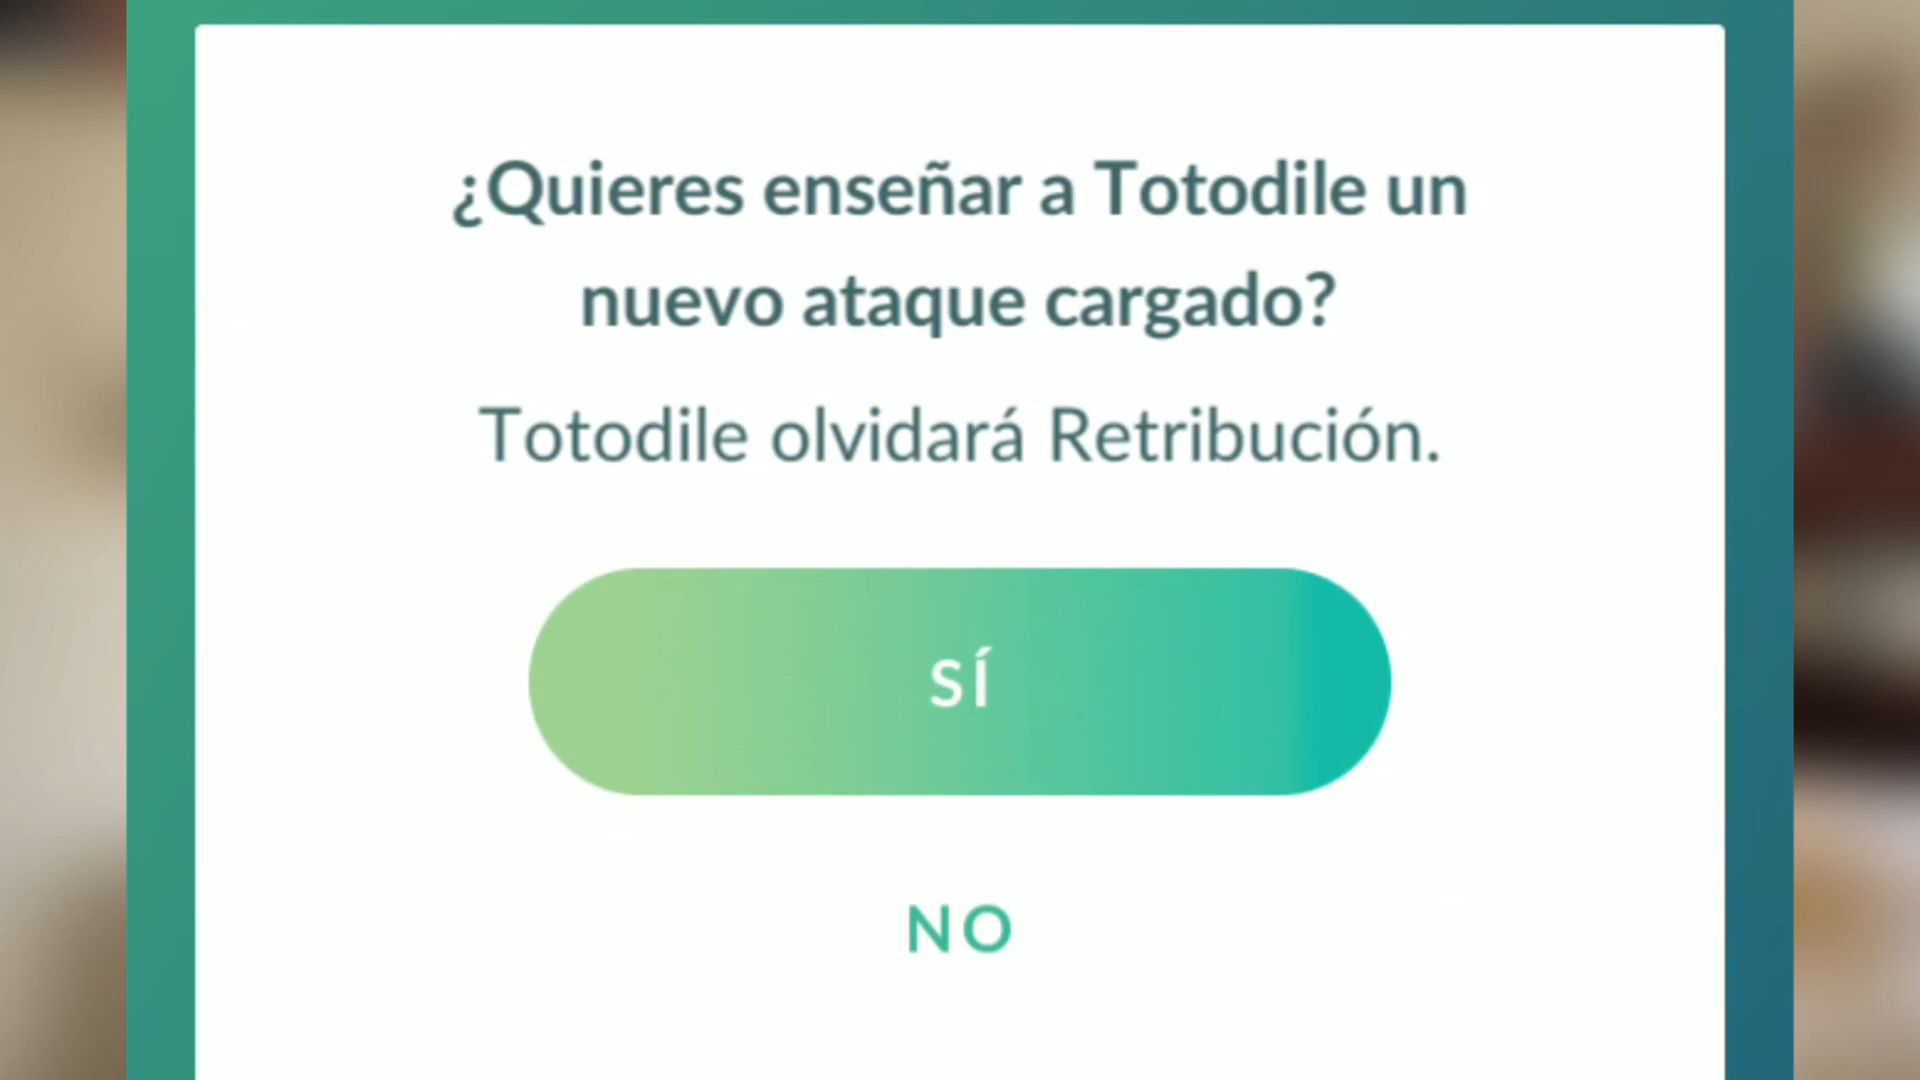 ¿Quieres enseñar a Totodile un
nuevo ataque cargado?
Totodile olvidará Retribución.
SÍ
NO